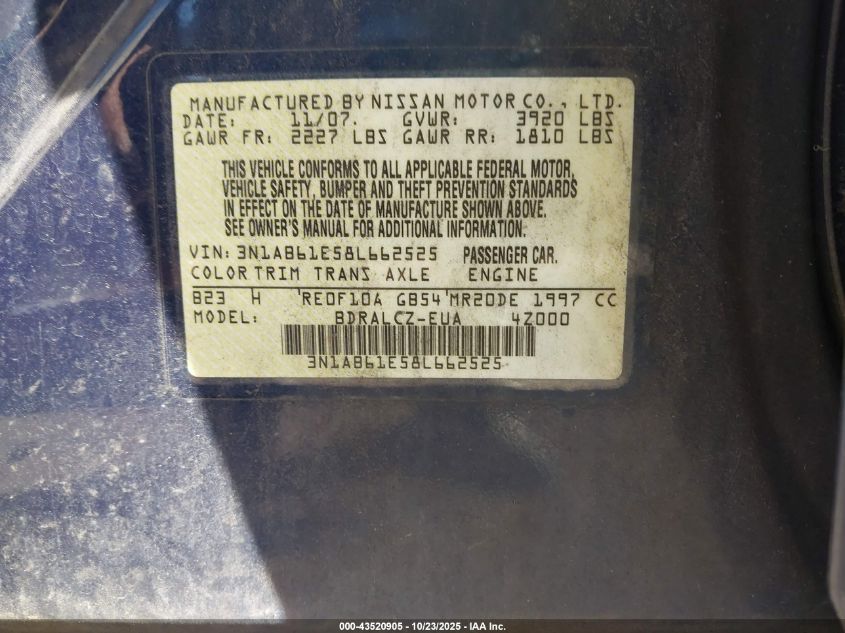 MANUFACTURED BY NISSAN MOTOR CO., LTD.
DATE: 11/07. GVWR: 3920 LBS
GAWR FR: 2227 LBS GAWR RR: 1810 LBS
THIS VEHICLE CONFORMS TO ALL APPLICABLE FEDERAL MOTOR,
VEHICLE SAFETY, BUMPER AND THEFT PREVENTION STANDARDS
IN EFFECT ON THE DATE OF MANUFACTURE SHOWN ABOVE.
SEE OWNER'S MANUAL FOR ADDITIONAL INFORMATION.
VIN: 3N1AB61E58L662525 PASSENGER CAR.
COLOR TRIM TRANS AXLE ENGINE
B23 H RE0F10A GB54 MR20DE 1997 CC
MODEL: BDRALCZ-EUA 4Z000
3N1AB61E58L662525
000-43520905 - 10/23/2025 - IAA Inc.